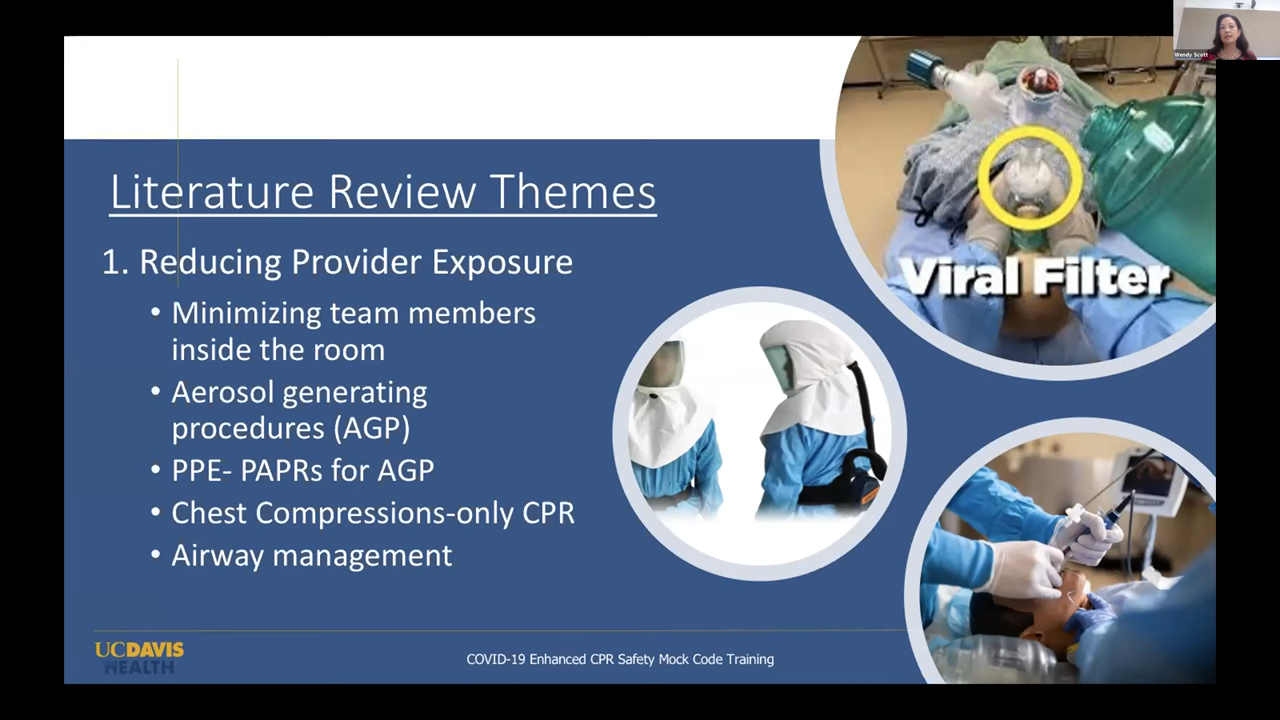 Wendy Scott
Literature Review Themes
1. Reducing Provider Exposure
• Minimizing team members
inside the room
• Aerosol generating
procedures (AGP)
• PPE- PAPRs for AGP
• Chest Compressions-only CPR
• Airway management
Viral Filter
UCDAVIS
HEALTH
COVID-19 Enhanced CPR Safety Mock Code Training